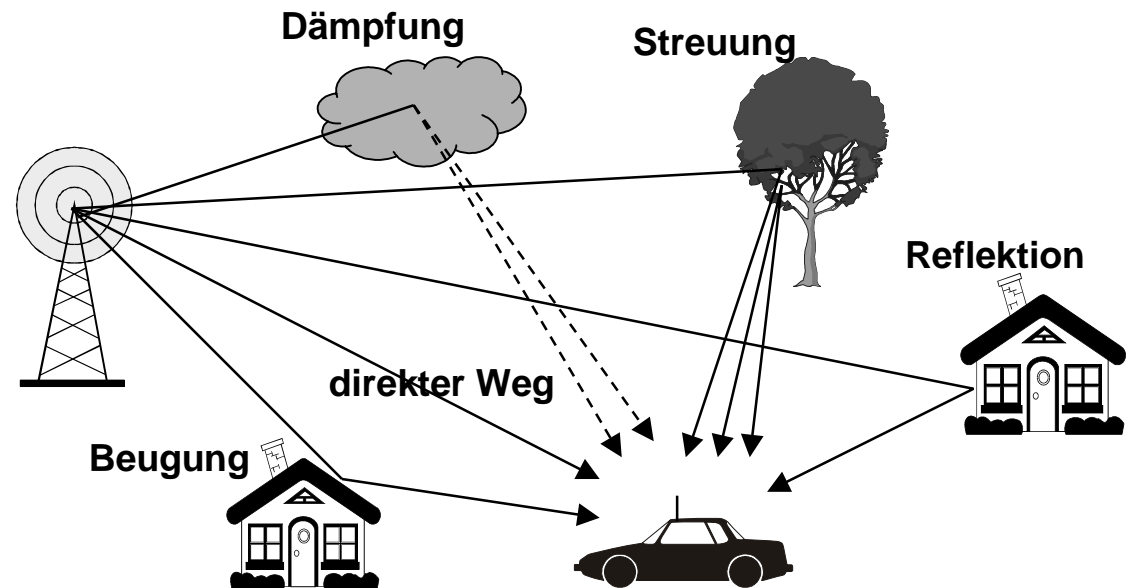 Dämpfung
Streuung
Reflektion
direkter Weg
Beugung